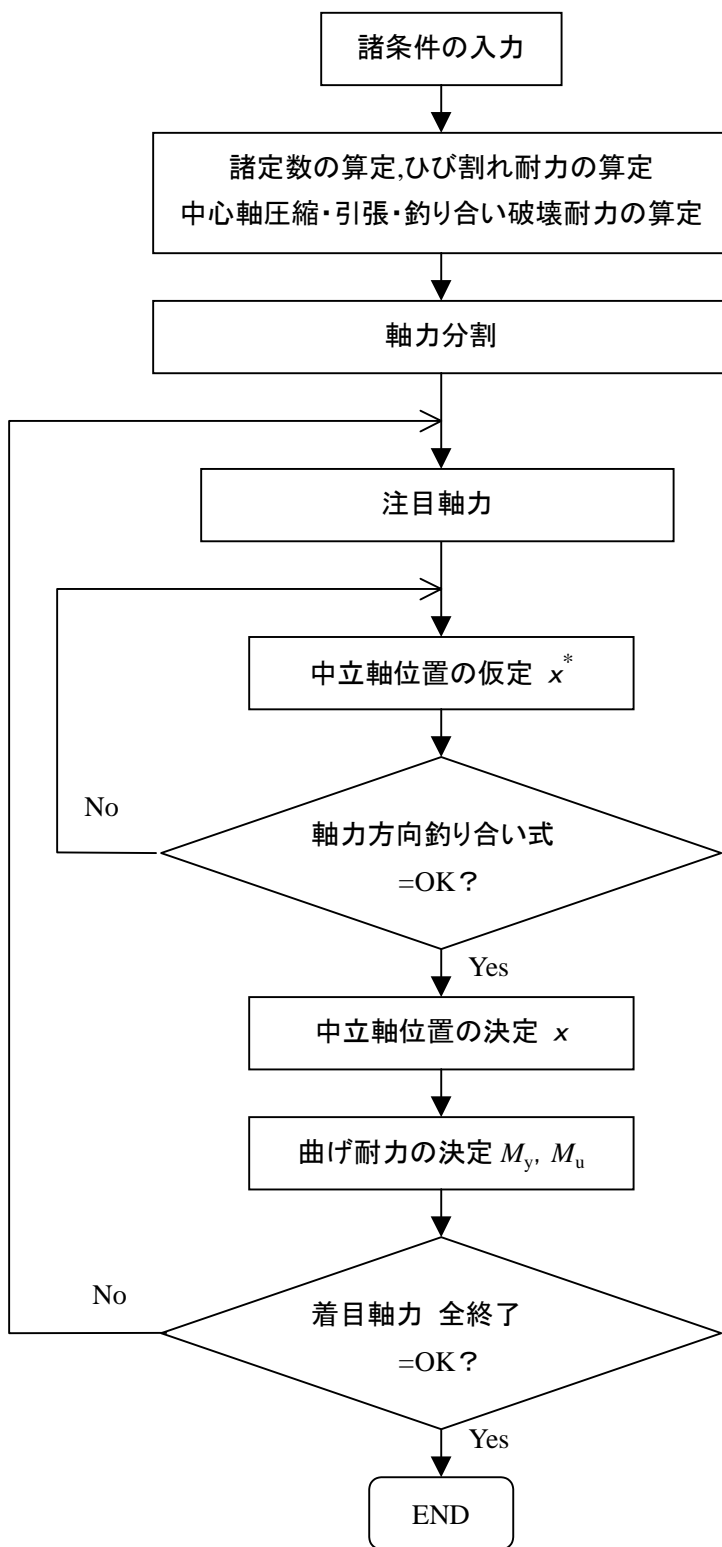 諸条件の入力
諸定数の算定,ひび割れ耐力の算定
中心軸圧縮・引張・釣り合い破壊耐力の算定
軸力分割
注目軸力
中立軸位置の仮定 x*
No
軸力方向釣り合い式
=OK?
Yes
中立軸位置の決定 x
曲げ耐力の決定 My, Mu
No
着目軸力 全終了
=OK?
Yes
END